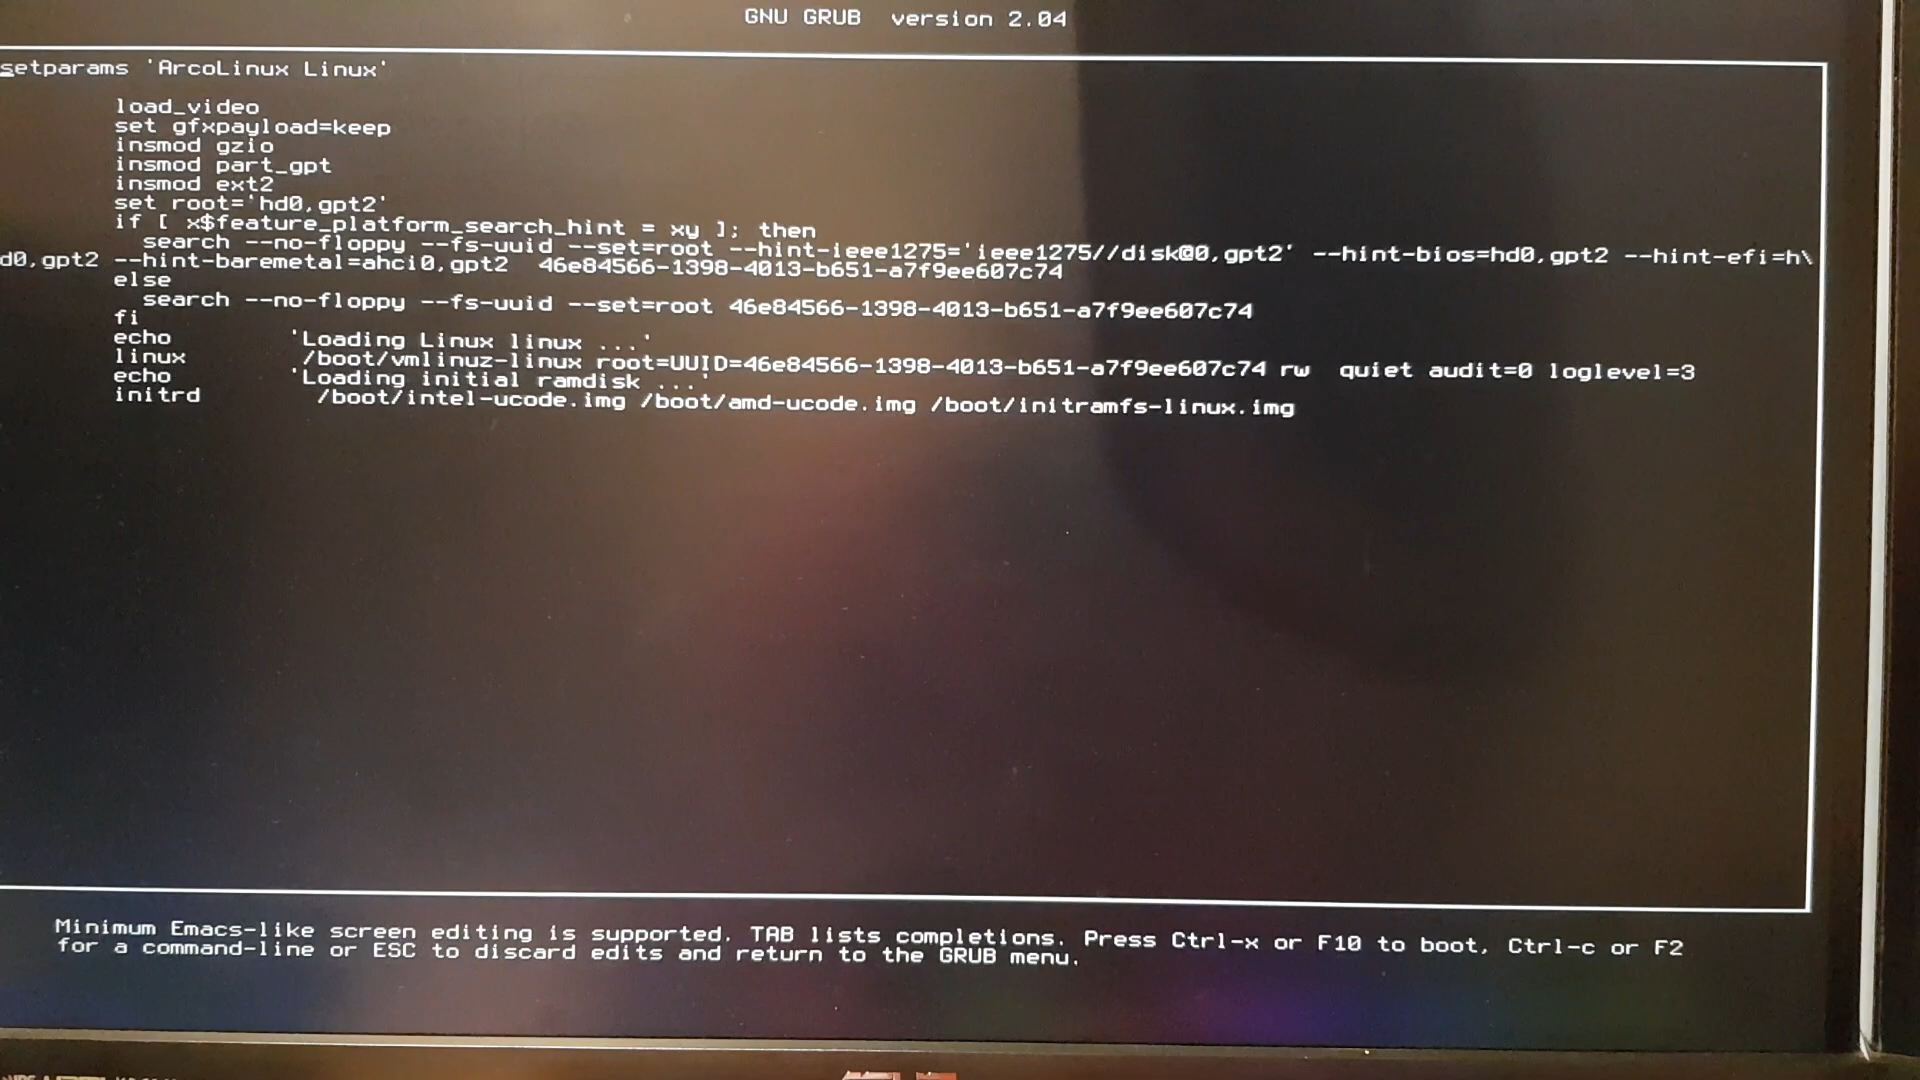 GNU GRUB  version 2.04
setparams 'ArcoLinux Linux'
load_video
set gfxpayload=keep
insmod gzio
insmod part_gpt
insmod ext2
set root='hd0,gpt2'
if [ x$feature_platform_search_hint = xy ]; then
search --no-floppy --fs-uuid --set=root --hint-ieee1275='ieee1275//disk@0,gpt2' --hint-bios=hd0,gpt2 --hint-efi=h\
d0,gpt2 --hint-baremetal=ahci0,gpt2  46e84566-1398-4013-b651-a7f9ee607c74
else
search --no-floppy --fs-uuid --set=root 46e84566-1398-4013-b651-a7f9ee607c74
fi
echo 'Loading Linux linux ...'
linux /boot/vmlinuz-linux root=UUID=46e84566-1398-4013-b651-a7f9ee607c74 rw  quiet audit=0 loglevel=3
echo 'Loading initial ramdisk ...'
initrd /boot/intel-ucode.img /boot/amd-ucode.img /boot/initramfs-linux.img
Minimum Emacs-like screen editing is supported. TAB lists completions. Press Ctrl-x or F10 to boot, Ctrl-c or F2
for a command-line or ESC to discard edits and return to the GRUB menu.